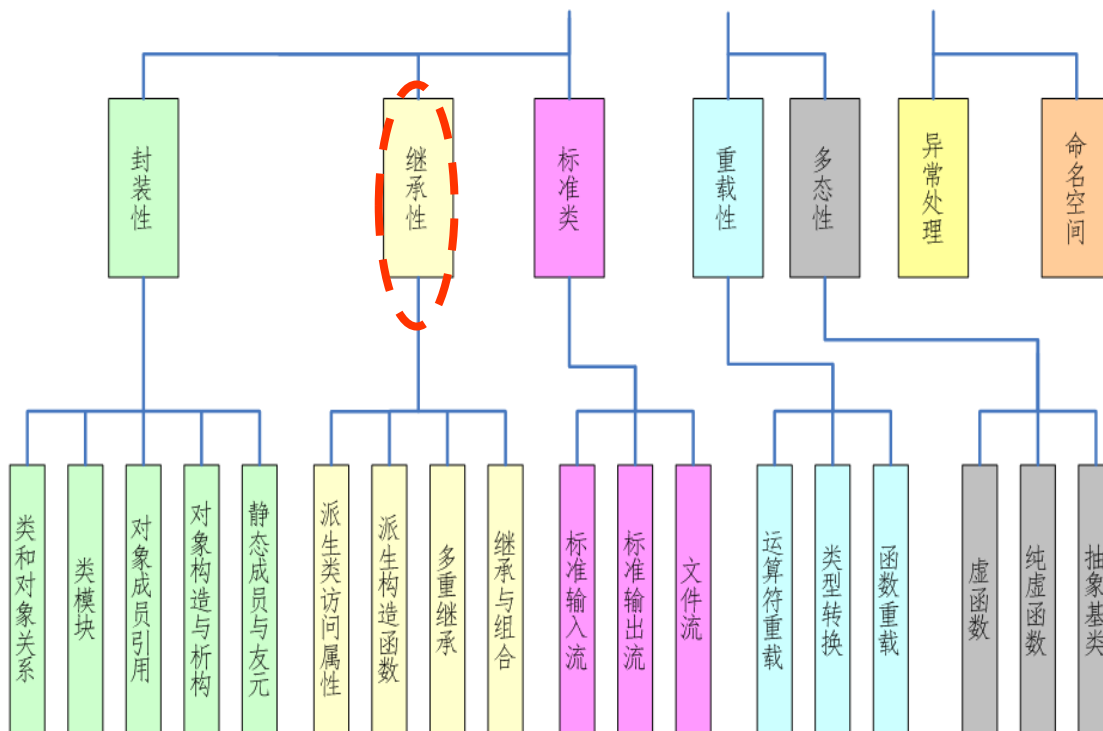 封装性
继承性
标准类
重载性
多态性
异常处理
命名空间
类和对象关系
类模块
对象成员引用
对象构造与析构
静态成员与友元
派生类访问属性
派生构造函数
多重继承
继承与组合
标准输入流
标准输出流
文件流
运算符重载
类型转换
函数重载
虚函数
纯虚函数
抽象基类